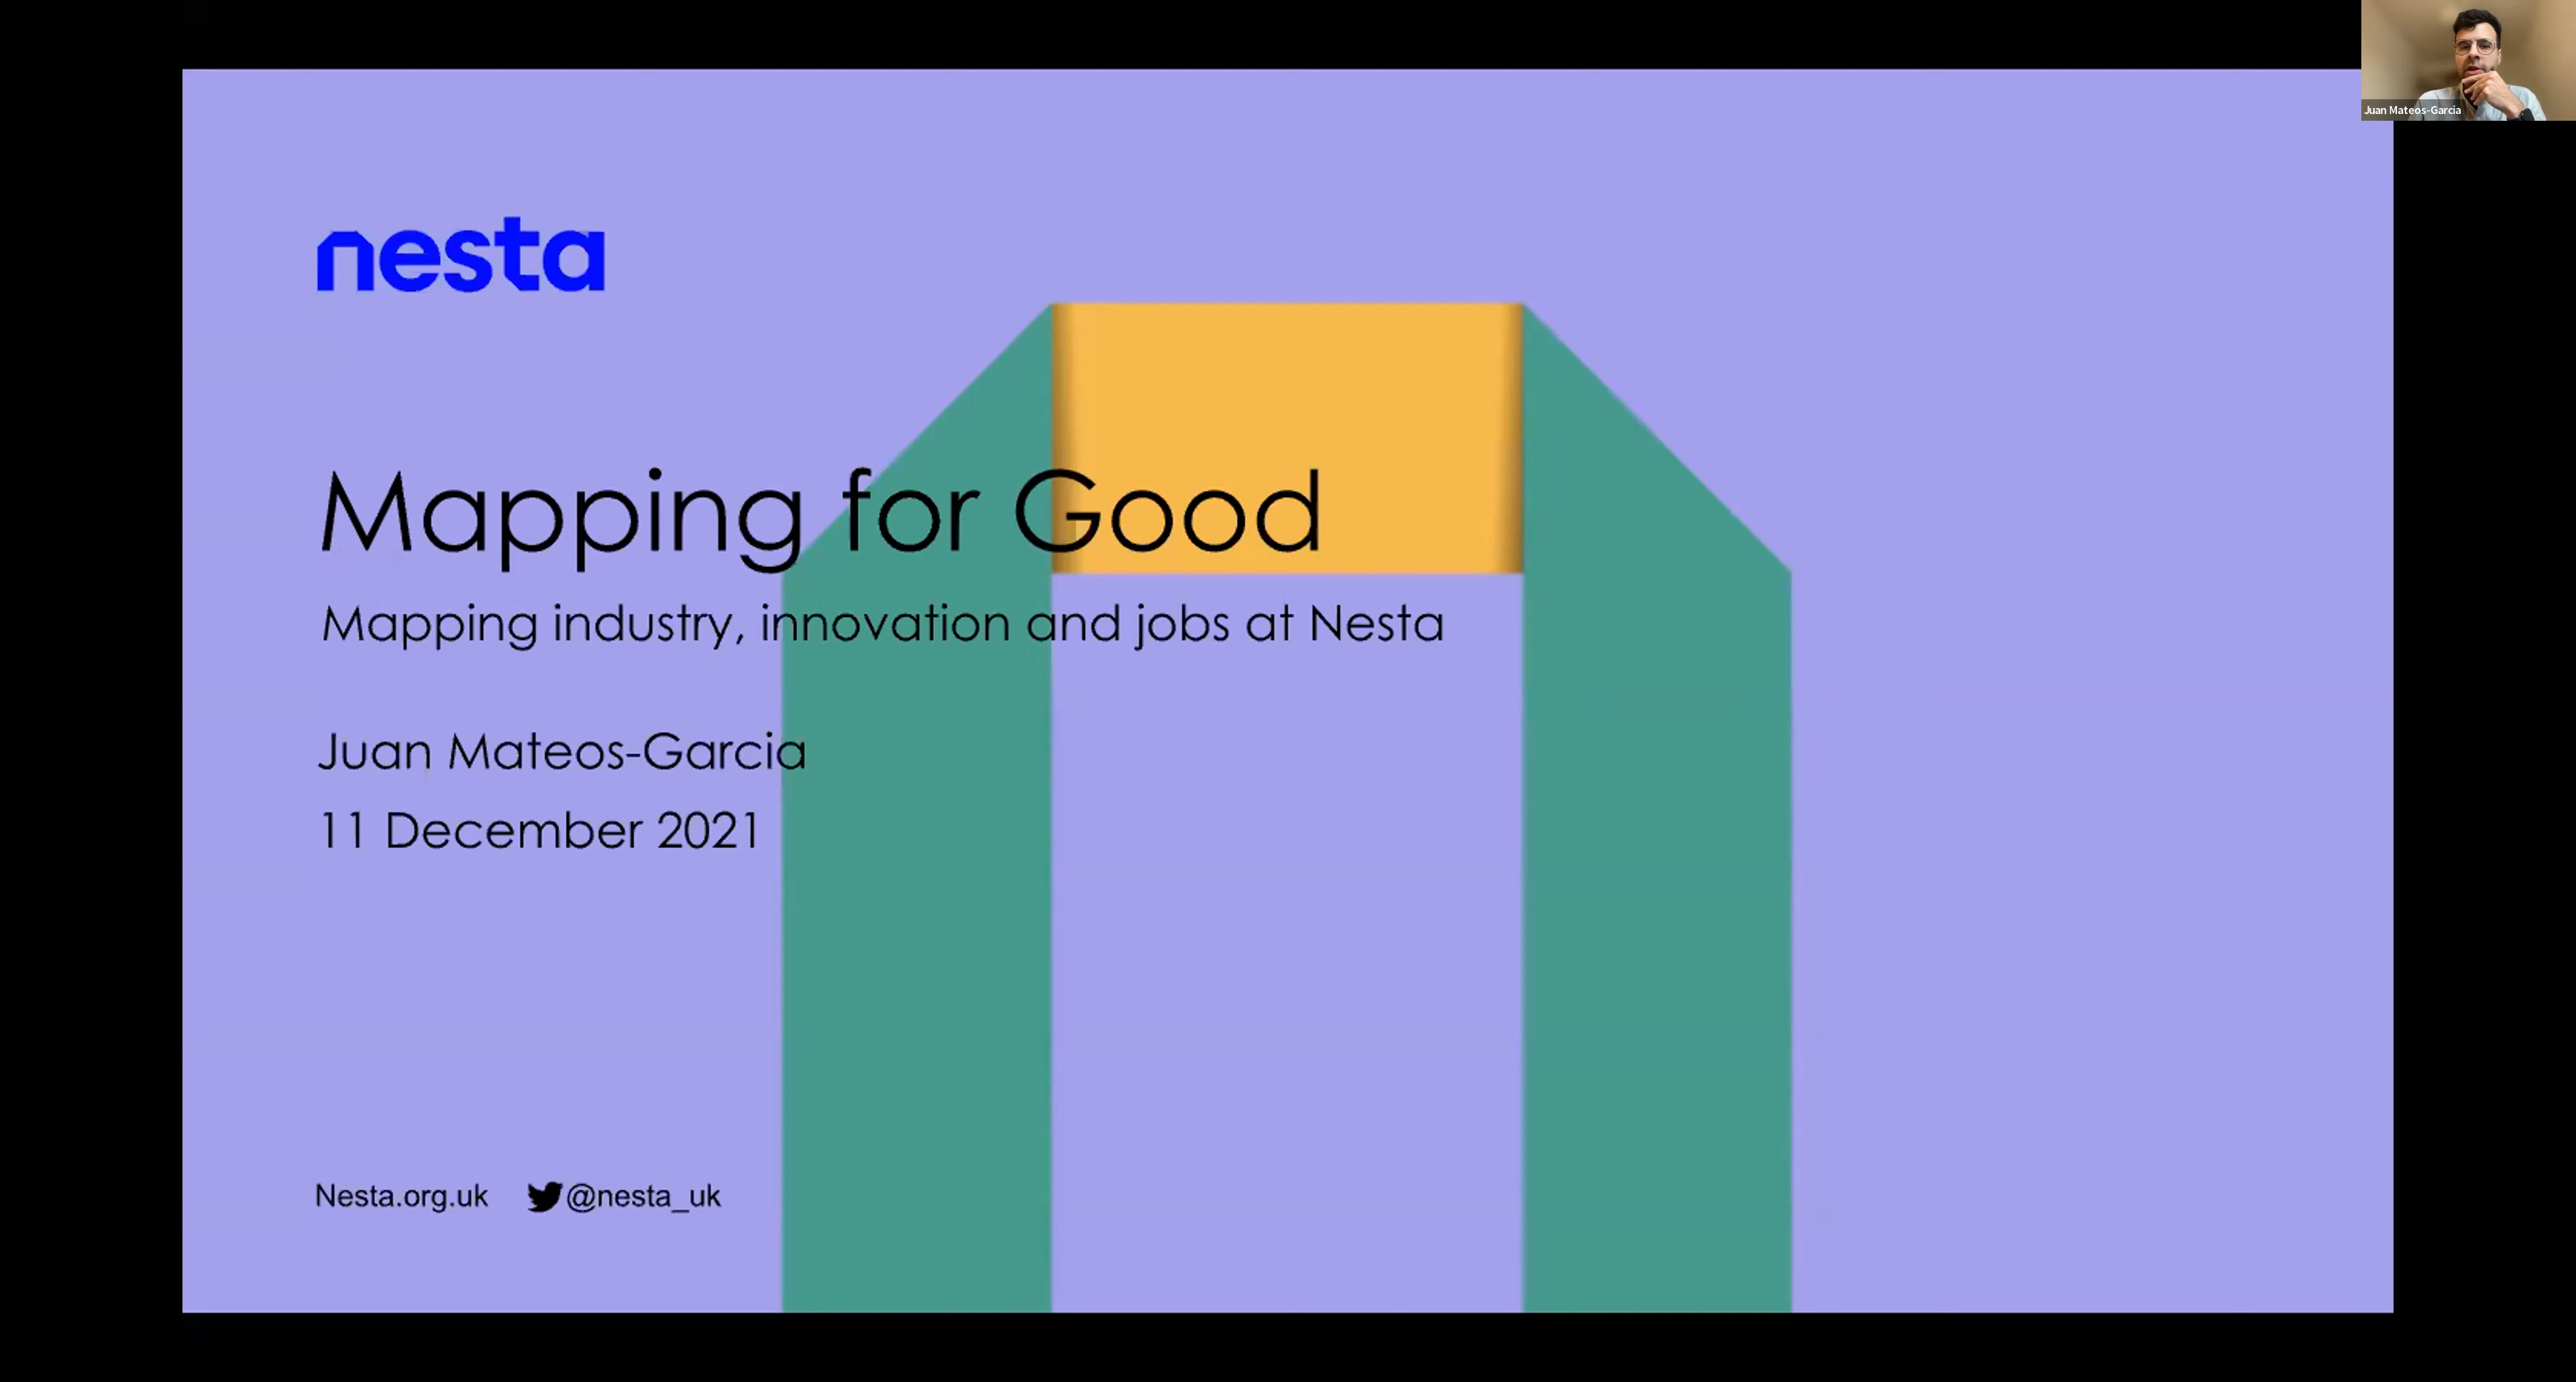 Juan Mateos-Garcia
nesta
Mapping for Good
Mapping industry, innovation and jobs at Nesta
Juan Mateos-Garcia
11 December 2021
Nesta.org.uk @nesta_uk